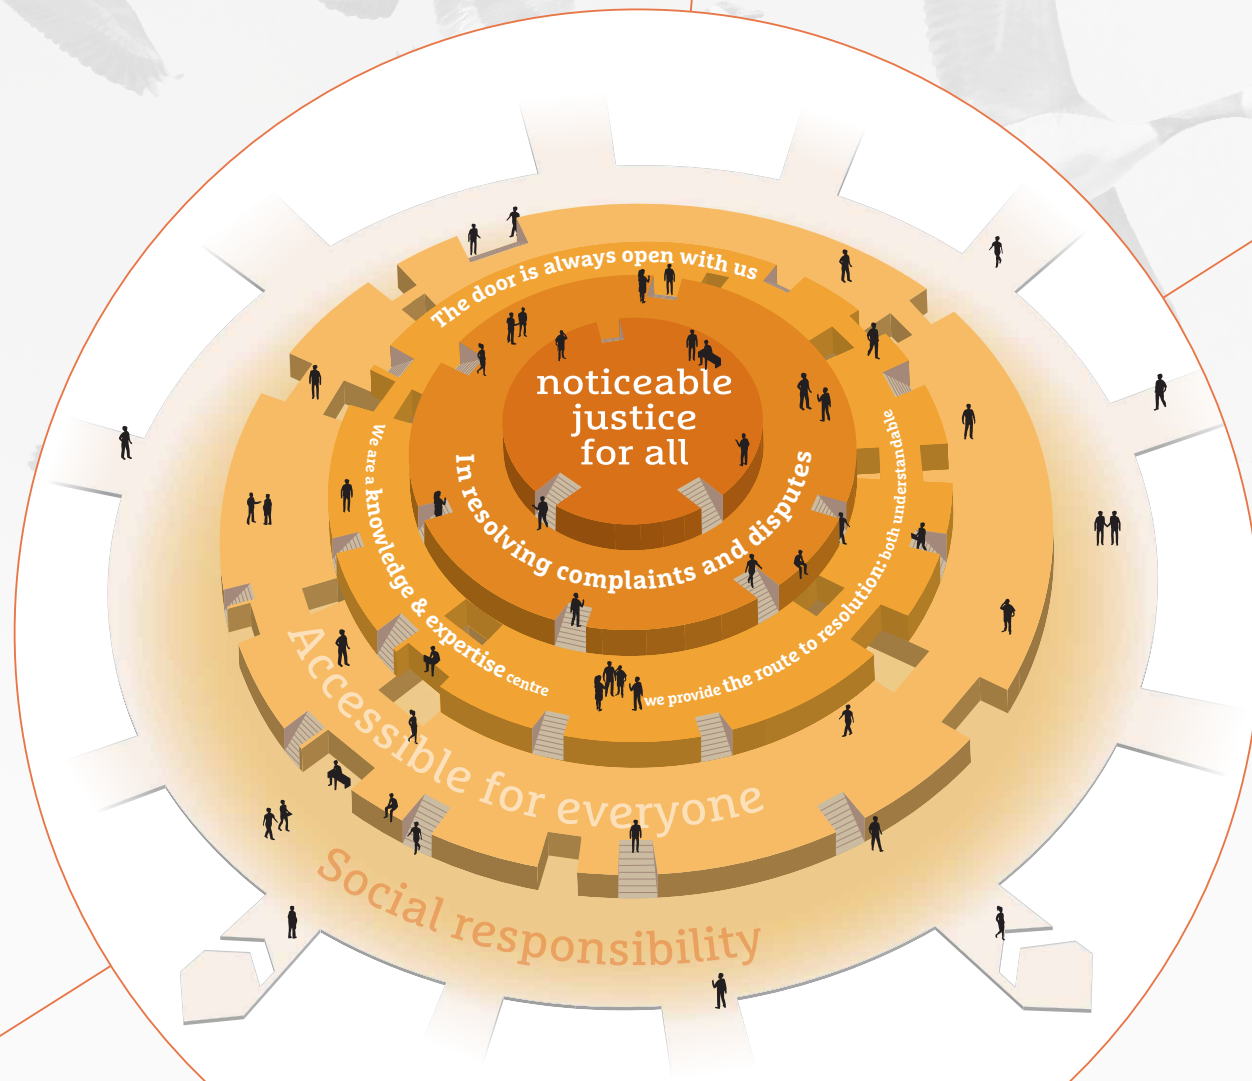 The door is always open with us
noticeable
justice
for all
In resolving complaints and disputes
We are a knowledge & expertise centre
we provide the route to resolution: both understandable
Accessible for everyone
Social responsibility